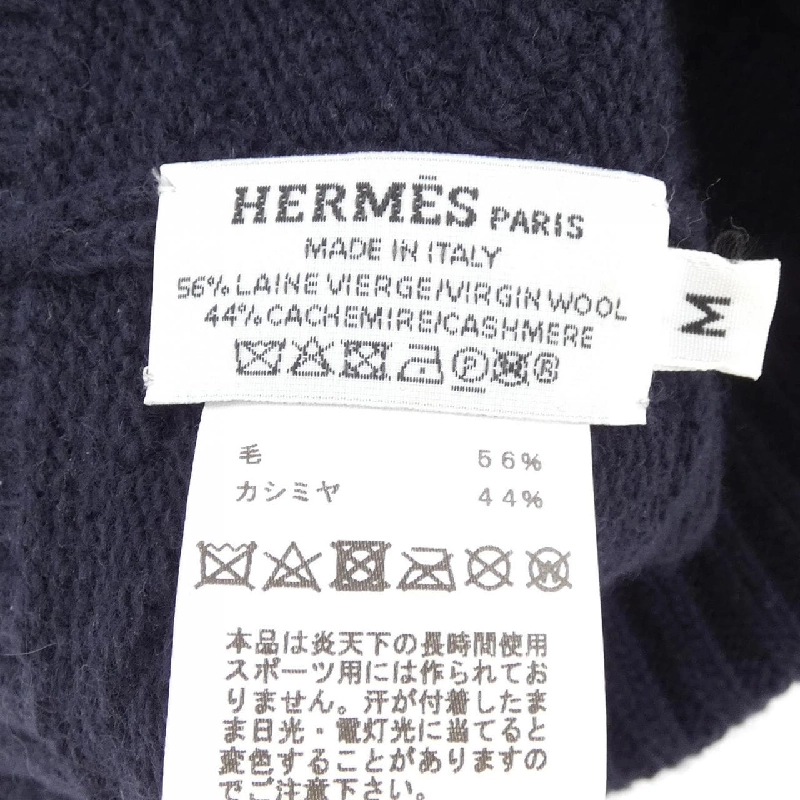 HERMÈS PARIS
MADE IN ITALY
56% LAINE VIERGE/VIRGIN WOOL
44% CACHEMIRE/CASHMERE
M
毛 56%
カシミヤ 44%
本品は炎天下の長時間使用
スポーツ用には作られてお
りません。汗が付着したま
ま日光・電灯光に当てると
変色することがありますの
でご注意下さい。